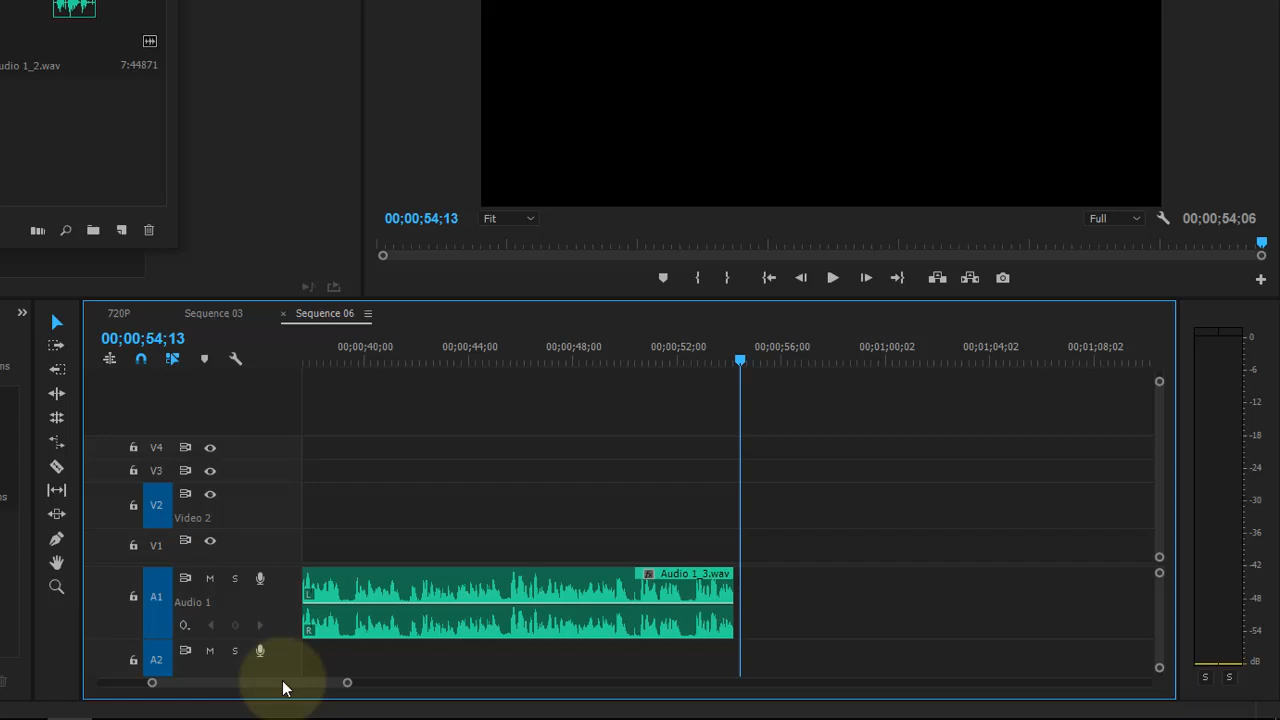 udio 1_2.wav 7:44871
00;00;54;13 Fit Full 00;00;54;06
720P × Sequence 03 × Sequence 06
00;00;54;13
00;00;40;00 00;00;44;00 00;00;48;00 00;00;52;00 00;00;56;00 00;01;00;02 00;01;04;02 00;01;08;02
V4
V3
V2
Video 2
V1
A1 M S
Audio 1
L
R
fx Audio 1_3.wav
A2 M S
ms
ms
ns
0
-6
-12
-18
-24
-30
-36
-42
-48
-54
dB
S S